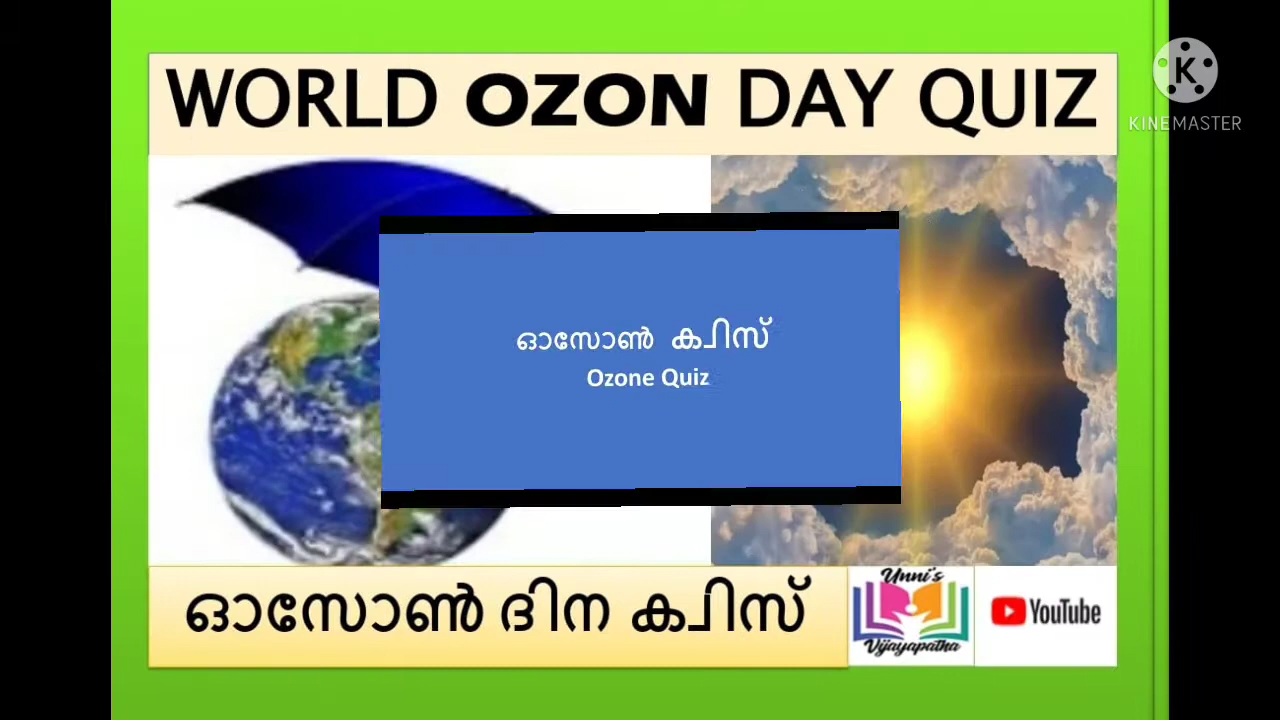 WORLD OZON DAY QUIZ
KINEMASTER
ഓസോൺ ക്വിസ്
Ozone Quiz
ഓസോൺ ദിന ക്വിസ്
Unni's
Vijayapatha
YouTube